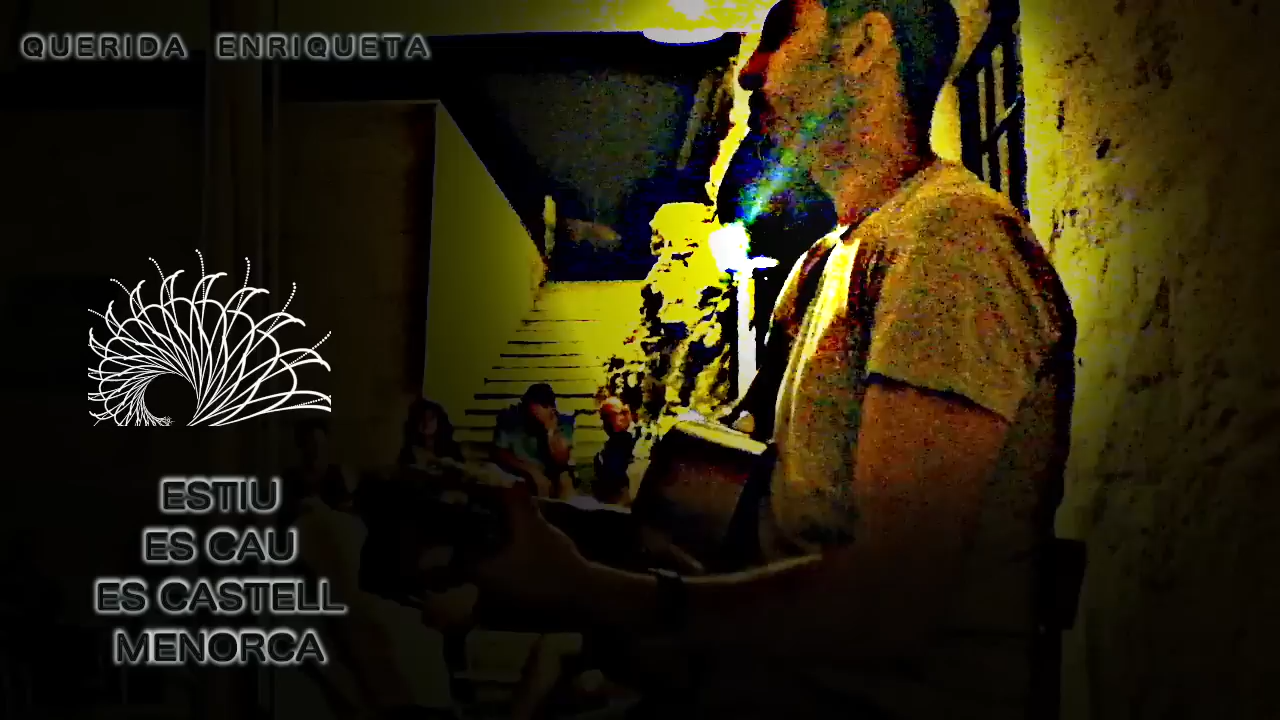 QUERIDA ENRIQUETA
ESTIU
ES CAU
ES CASTELL
MENORCA